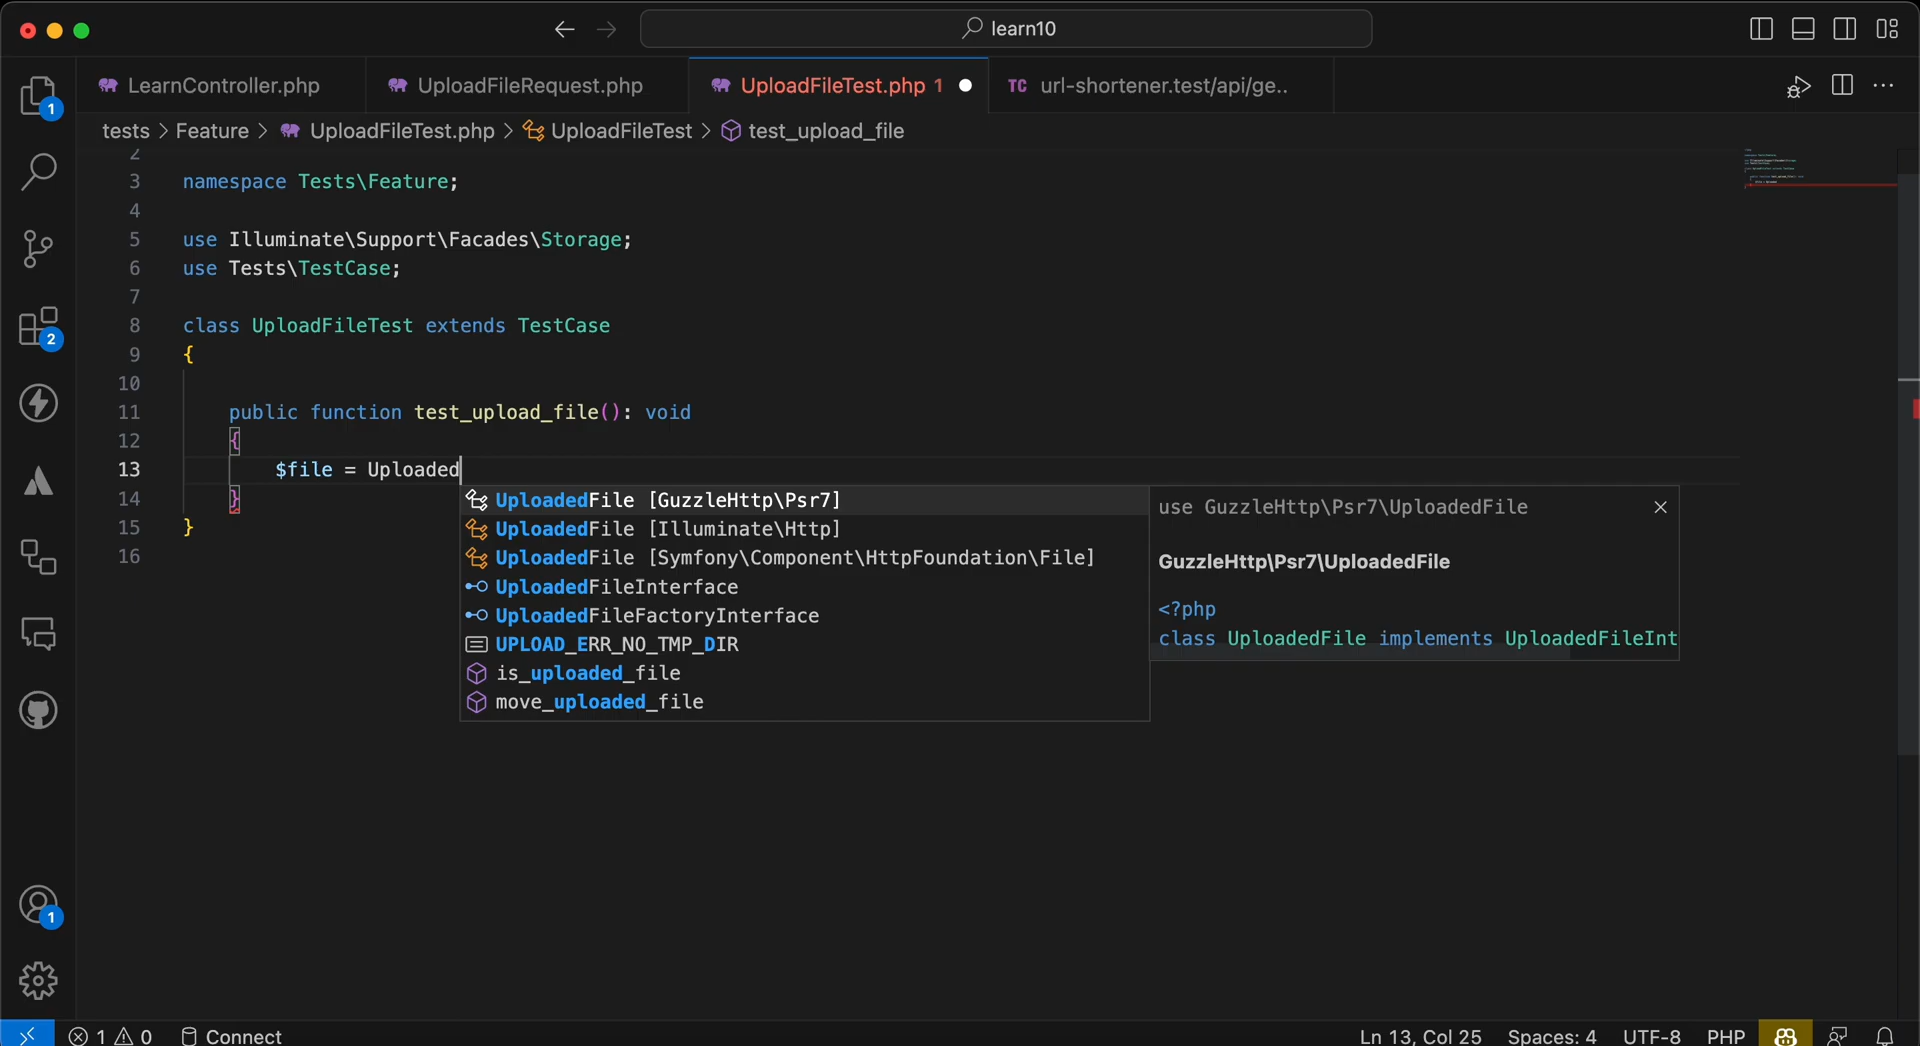 learn10
LearnController.php
UploadFileRequest.php
UploadFileTest.php 1
TC url-shortener.test/api/ge..
tests > Feature > UploadFileTest.php > UploadFileTest > test_upload_file
2
3 namespace Tests\Feature;
4
5 use Illuminate\Support\Facades\Storage;
6 use Tests\TestCase;
7
8 class UploadFileTest extends TestCase
9 {
10
11 public function test_upload_file(): void
12 {
13 $file = Uploaded
14 }
15 }
16
UploadedFile [GuzzleHttp\Psr7]
UploadedFile [Illuminate\Http]
UploadedFile [Symfony\Component\HttpFoundation\File]
UploadedFileInterface
UploadedFileFactoryInterface
UPLOAD_ERR_NO_TMP_DIR
is_uploaded_file
move_uploaded_file
use GuzzleHttp\Psr7\UploadedFile
GuzzleHttp\Psr7\UploadedFile
<?php
class UploadedFile implements UploadedFileInt
1
2
1
1 0 Connect
Ln 13, Col 25 Spaces: 4 UTF-8 PHP